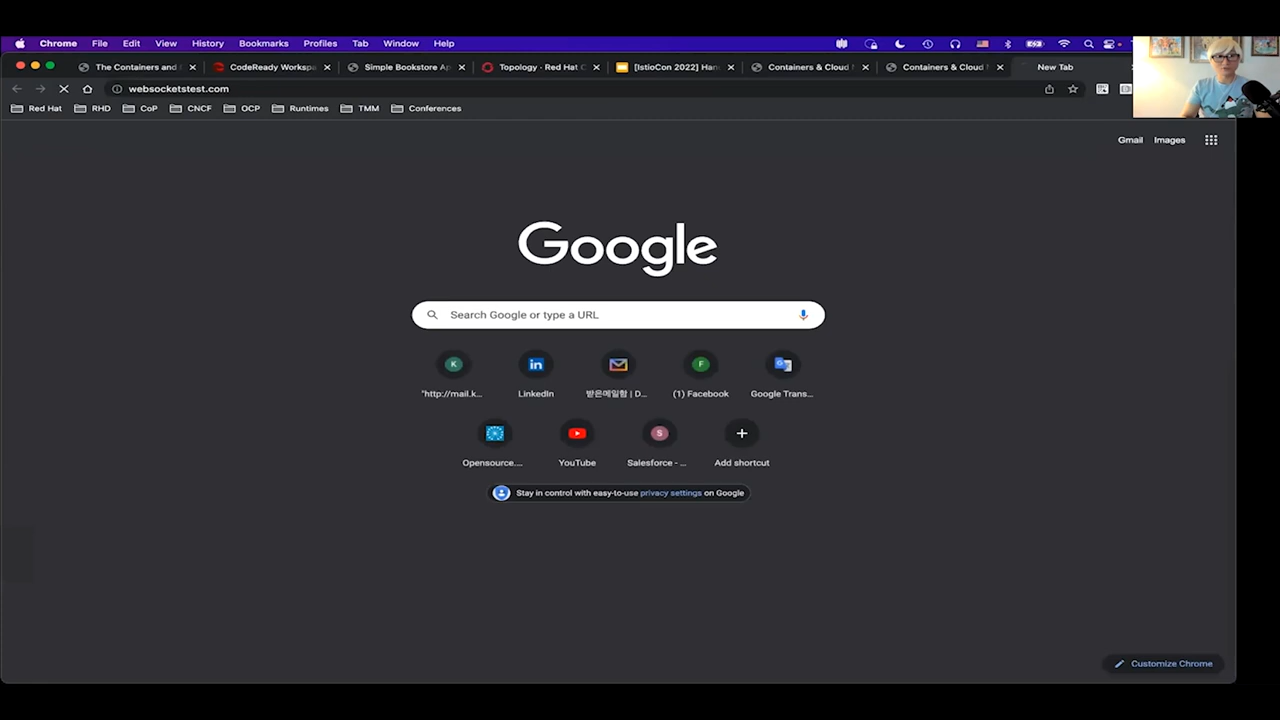 Chrome File Edit View History Bookmarks Profiles Tab Window Help
The Containers and
CodeReady Workspa
Simple Bookstore Ap
Topology · Red Hat C
[IstioCon 2022] Han
Containers & Cloud
Containers & Cloud
New Tab
websocketstest.com
Red Hat RHD CoP CNCF OCP Runtimes TMM Conferences
Gmail Images
Google
Search Google or type a URL
K
in
F
"http://mail.k...
LinkedIn
받은메일함 | D...
(1) Facebook
Google Trans...
S
Opensource....
YouTube
Salesforce - ...
Add shortcut
Stay in control with easy-to-use privacy settings on Google
Customize Chrome